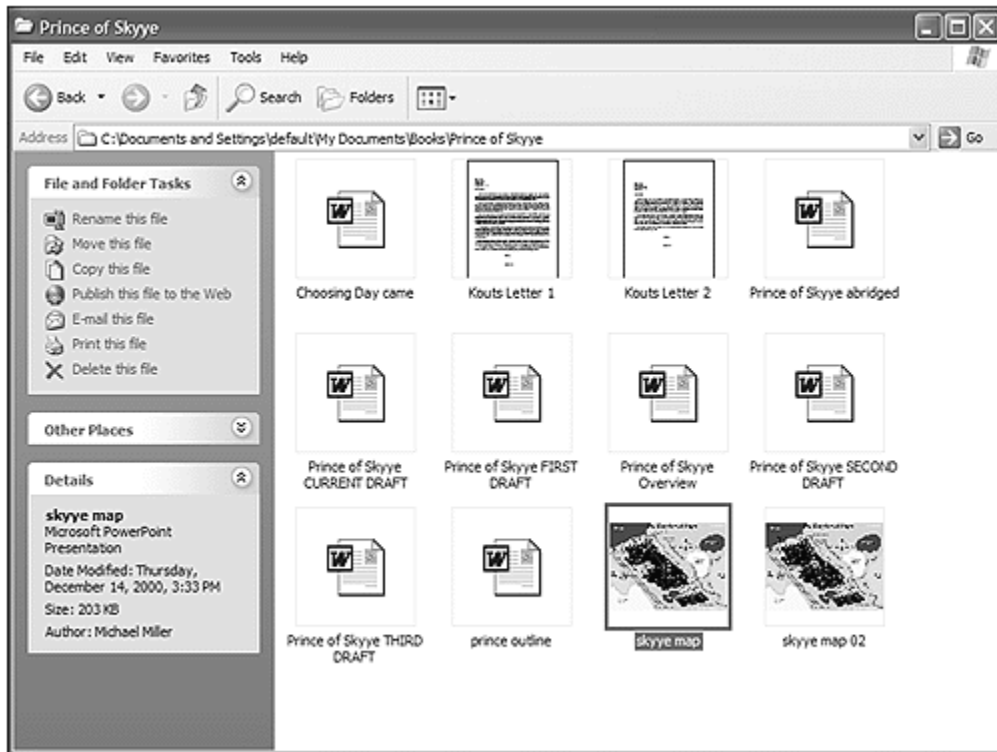 Prince of Skyye
File Edit View Favorites Tools Help
Back Search Folders
Address C:\Documents and Settings\default\My Documents\Books\Prince of Skyye Go
File and Folder Tasks
Rename this file
Move this file
Copy this file
Publish this file to the Web
E-mail this file
Print this file
Delete this file
Other Places
Details
skyye map
Microsoft PowerPoint
Presentation
Date Modified: Thursday,
December 14, 2000, 3:33 PM
Size: 203 KB
Author: Michael Miller
Choosing Day came Kouts Letter 1 Kouts Letter 2 Prince of Skyye abridged
Prince of Skyye Prince of Skyye FIRST Prince of Skyye Prince of Skyye SECOND
CURRENT DRAFT DRAFT Overview DRAFT
Prince of Skyye THIRD prince outline skyye map skyye map 02
DRAFT